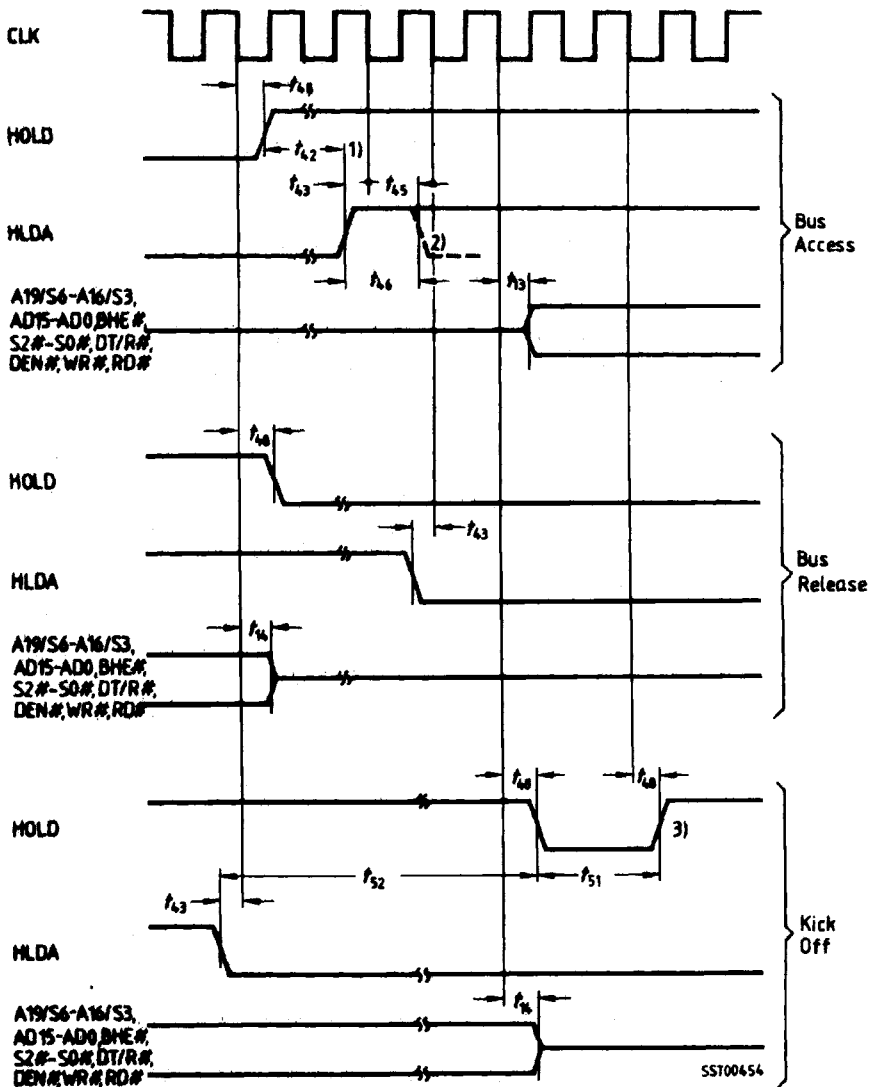 CLK
t48
HOLD
t42 1)
t43 t45
HLDA
2)
t46 t13
Bus
Access
A19/S6-A16/S3,
AD15-AD0,BHE#,
S2#-S0#,DT/R#,
DEN#,WR#,RD#
t48
HOLD
t43
HLDA
Bus
Release
t14
A19/S6-A16/S3,
AD15-AD0,BHE#,
S2#-S0#,DT/R#,
DEN#,WR#,RD#
t48 t48
HOLD
3)
t52 t51
t43
HLDA
Kick
Off
t14
A19/S6-A16/S3,
AD15-AD0,BHE#,
S2#-S0#,DT/R#,
DEN#,WR#,RD#
SST00454